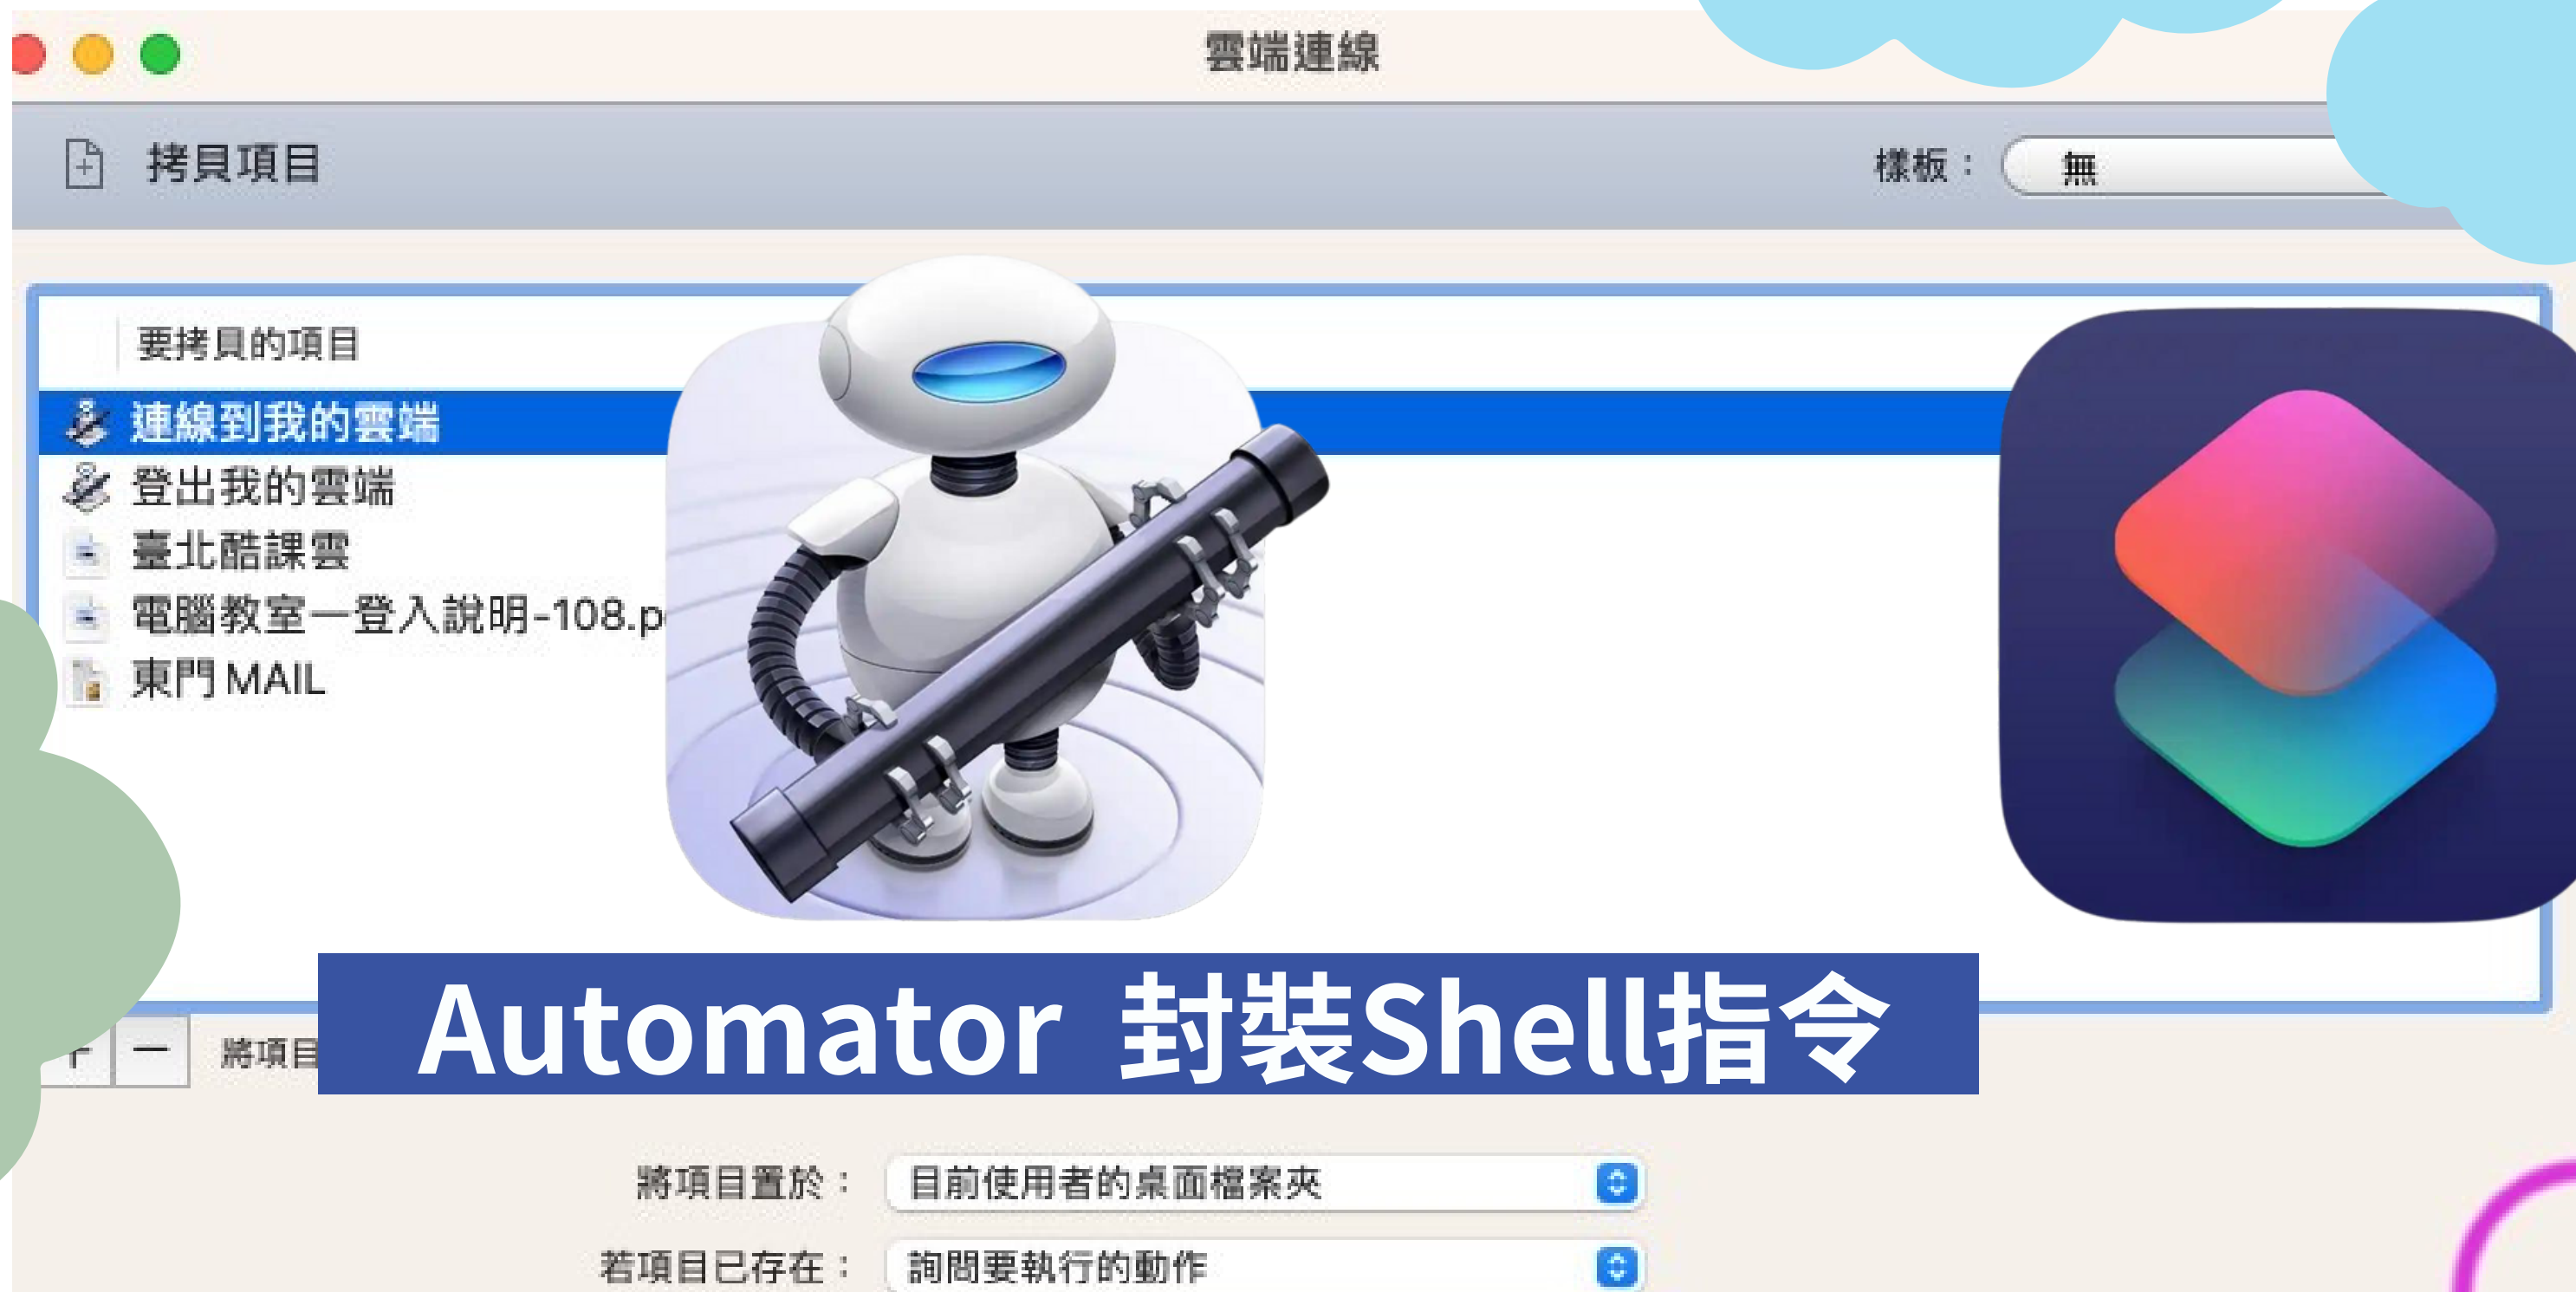 雲端連線
拷貝項目
樣板：
無
要拷貝的項目
連線到我的雲端
登出我的雲端
臺北酷課雲
電腦教室一登入說明-108.p
東門 MAIL
將項目
Automator 封裝Shell指令
將項目置於：
目前使用者的桌面檔案夾
若項目已存在：
詢問要執行的動作